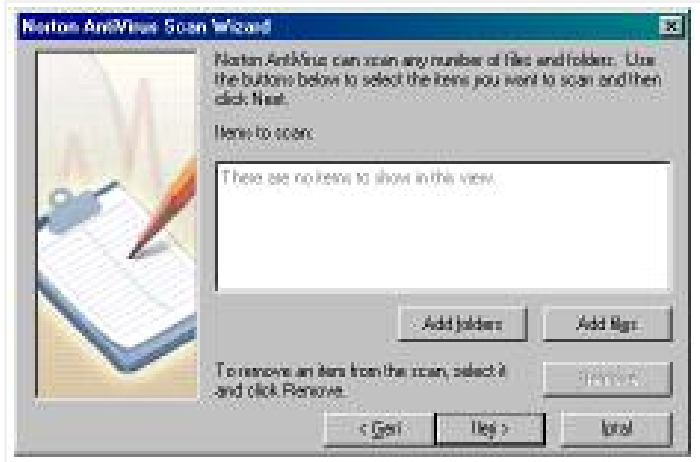 Norton AntiVirus Scan Wizard
Norton AntiVirus can scan any number of files and folders. Use
the buttons below to select the items you want to scan and then
click Next.
Items to scan:
There are no items to show in this view.
Add folders
Add files
To remove an item from the scan, select it
and click Remove.
Remove
< Geri
İleri >
İptal